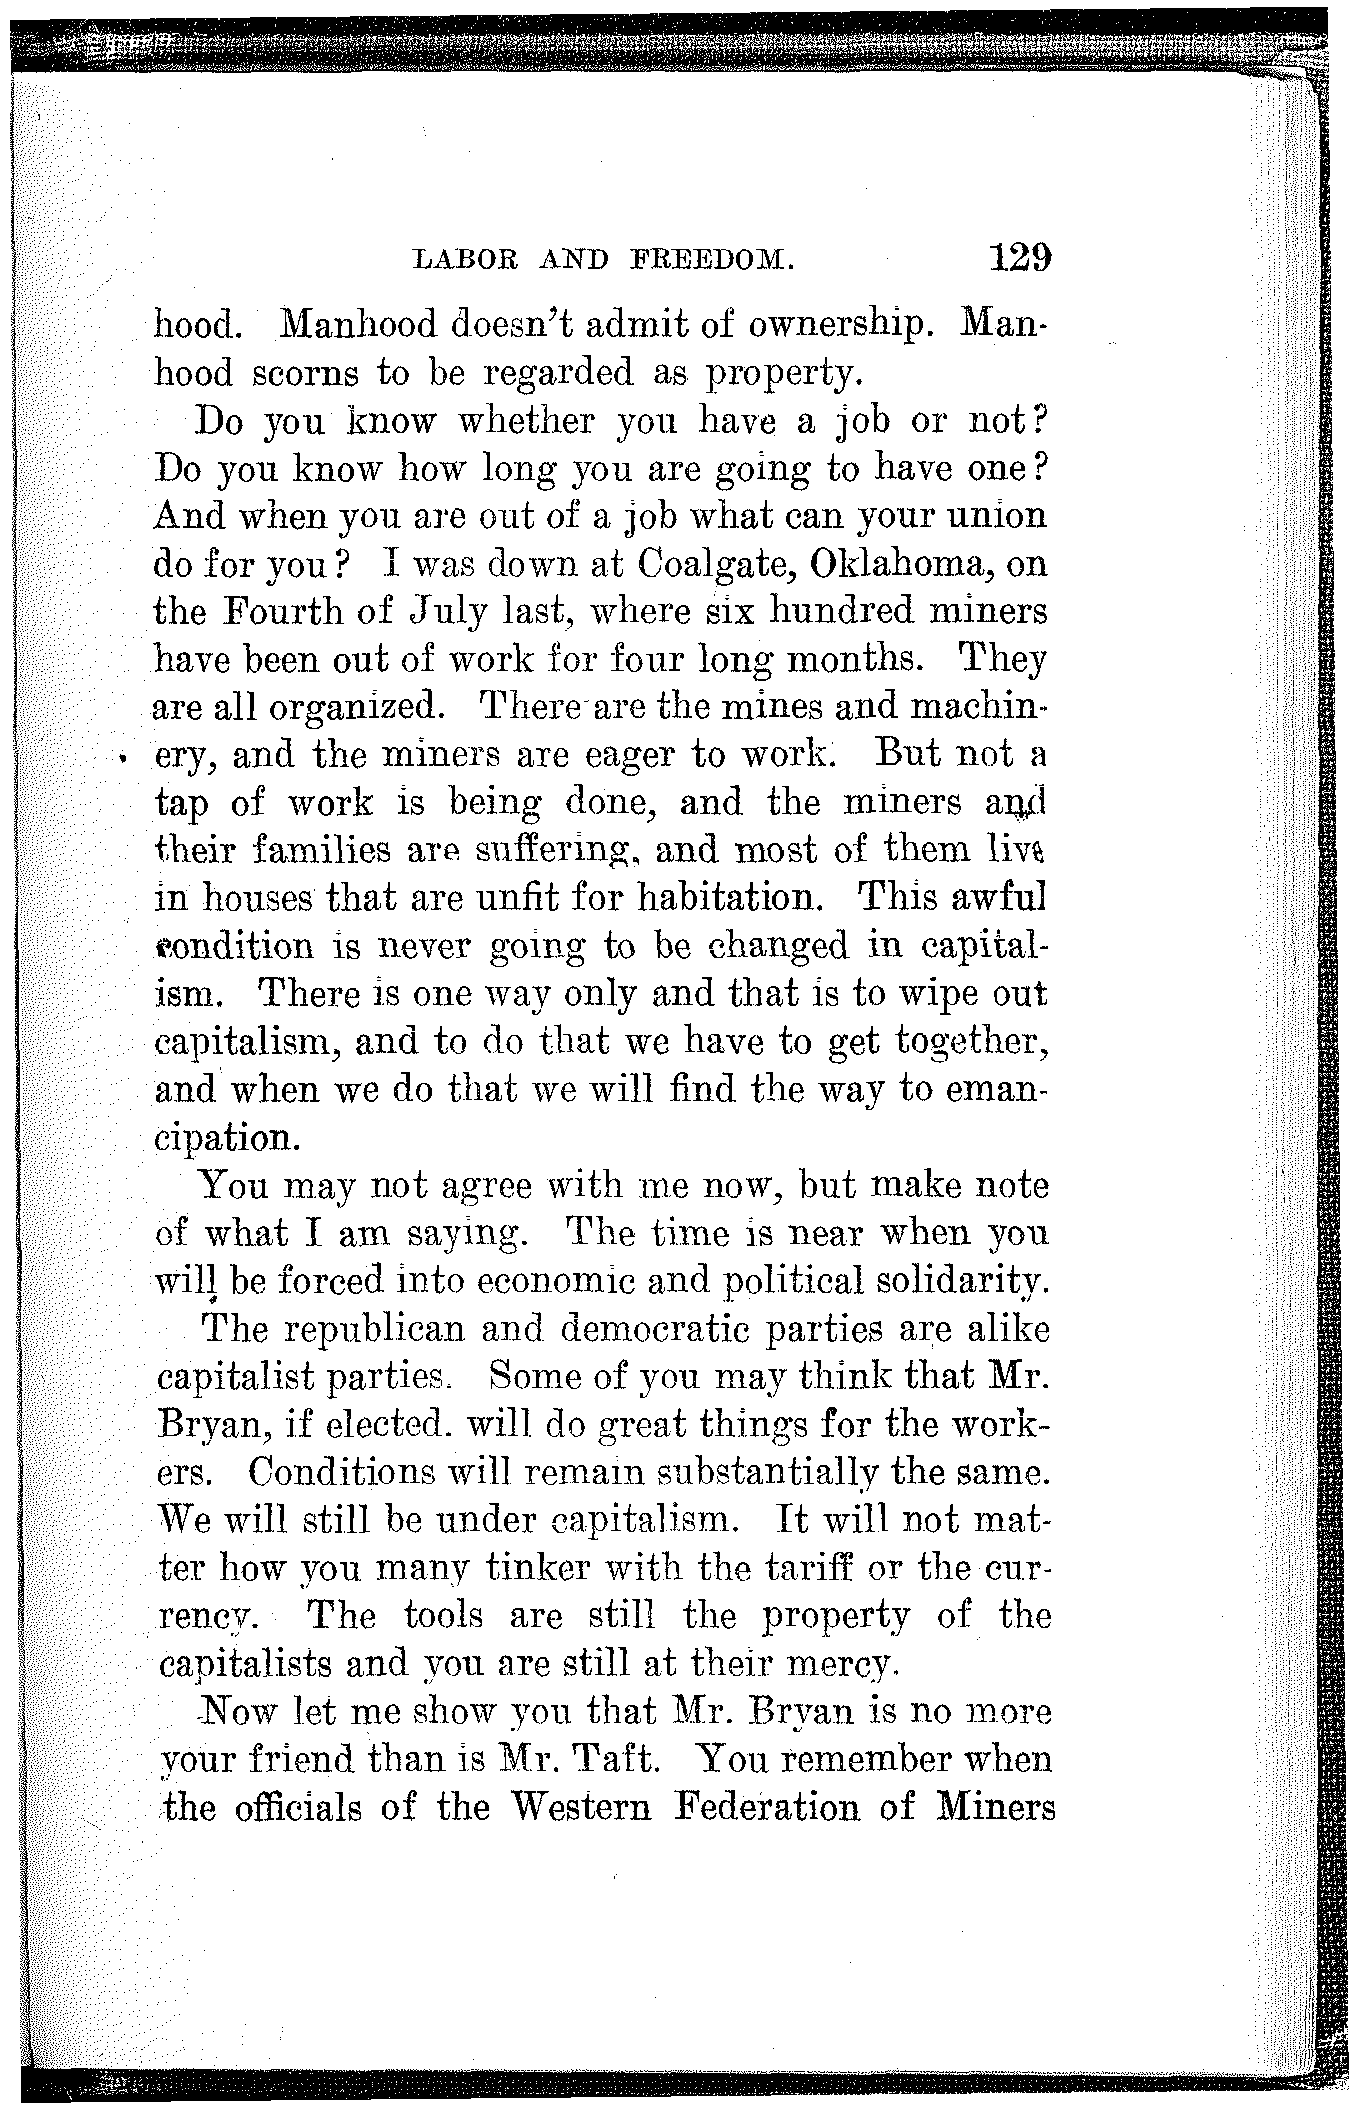 LABOR AND FREEDOM. 129
hood. Manhood doesn't admit of ownership. Man-
hood scorns to be regarded as property.
Do you know whether you have a job or not?
Do you know how long you are going to have one?
And when you are out of a job what can your union
do for you? I was down at Coalgate, Oklahoma, on
the Fourth of July last, where six hundred miners
have been out of work for four long months. They
are all organized. There are the mines and machin-
ery, and the miners are eager to work. But not a
tap of work is being done, and the miners and
their families are suffering, and most of them live
in houses that are unfit for habitation. This awful
condition is never going to be changed in capital-
ism. There is one way only and that is to wipe out
capitalism, and to do that we have to get together,
and when we do that we will find the way to eman-
cipation.
You may not agree with me now, but make note
of what I am saying. The time is near when you
will be forced into economic and political solidarity.
The republican and democratic parties are alike
capitalist parties. Some of you may think that Mr.
Bryan, if elected. will do great things for the work-
ers. Conditions will remain substantially the same.
We will still be under capitalism. It will not mat-
ter how you many tinker with the tariff or the cur-
rency. The tools are still the property of the
capitalists and you are still at their mercy.
Now let me show you that Mr. Bryan is no more
your friend than is Mr. Taft. You remember when
the officials of the Western Federation of Miners